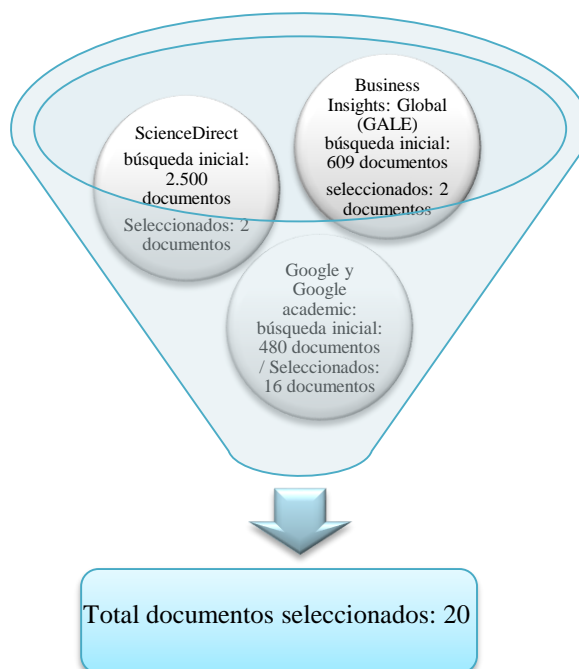 ScienceDirect
búsqueda inicial:
2.500
documentos
Seleccionados: 2
documentos
Business
Insights: Global
(GALE)
búsqueda inicial:
609 documentos
seleccionados: 2
documentos
Google y
Google
academic:
búsqueda inicial:
480 documentos
/ Seleccionados:
16 documentos
Total documentos seleccionados: 20